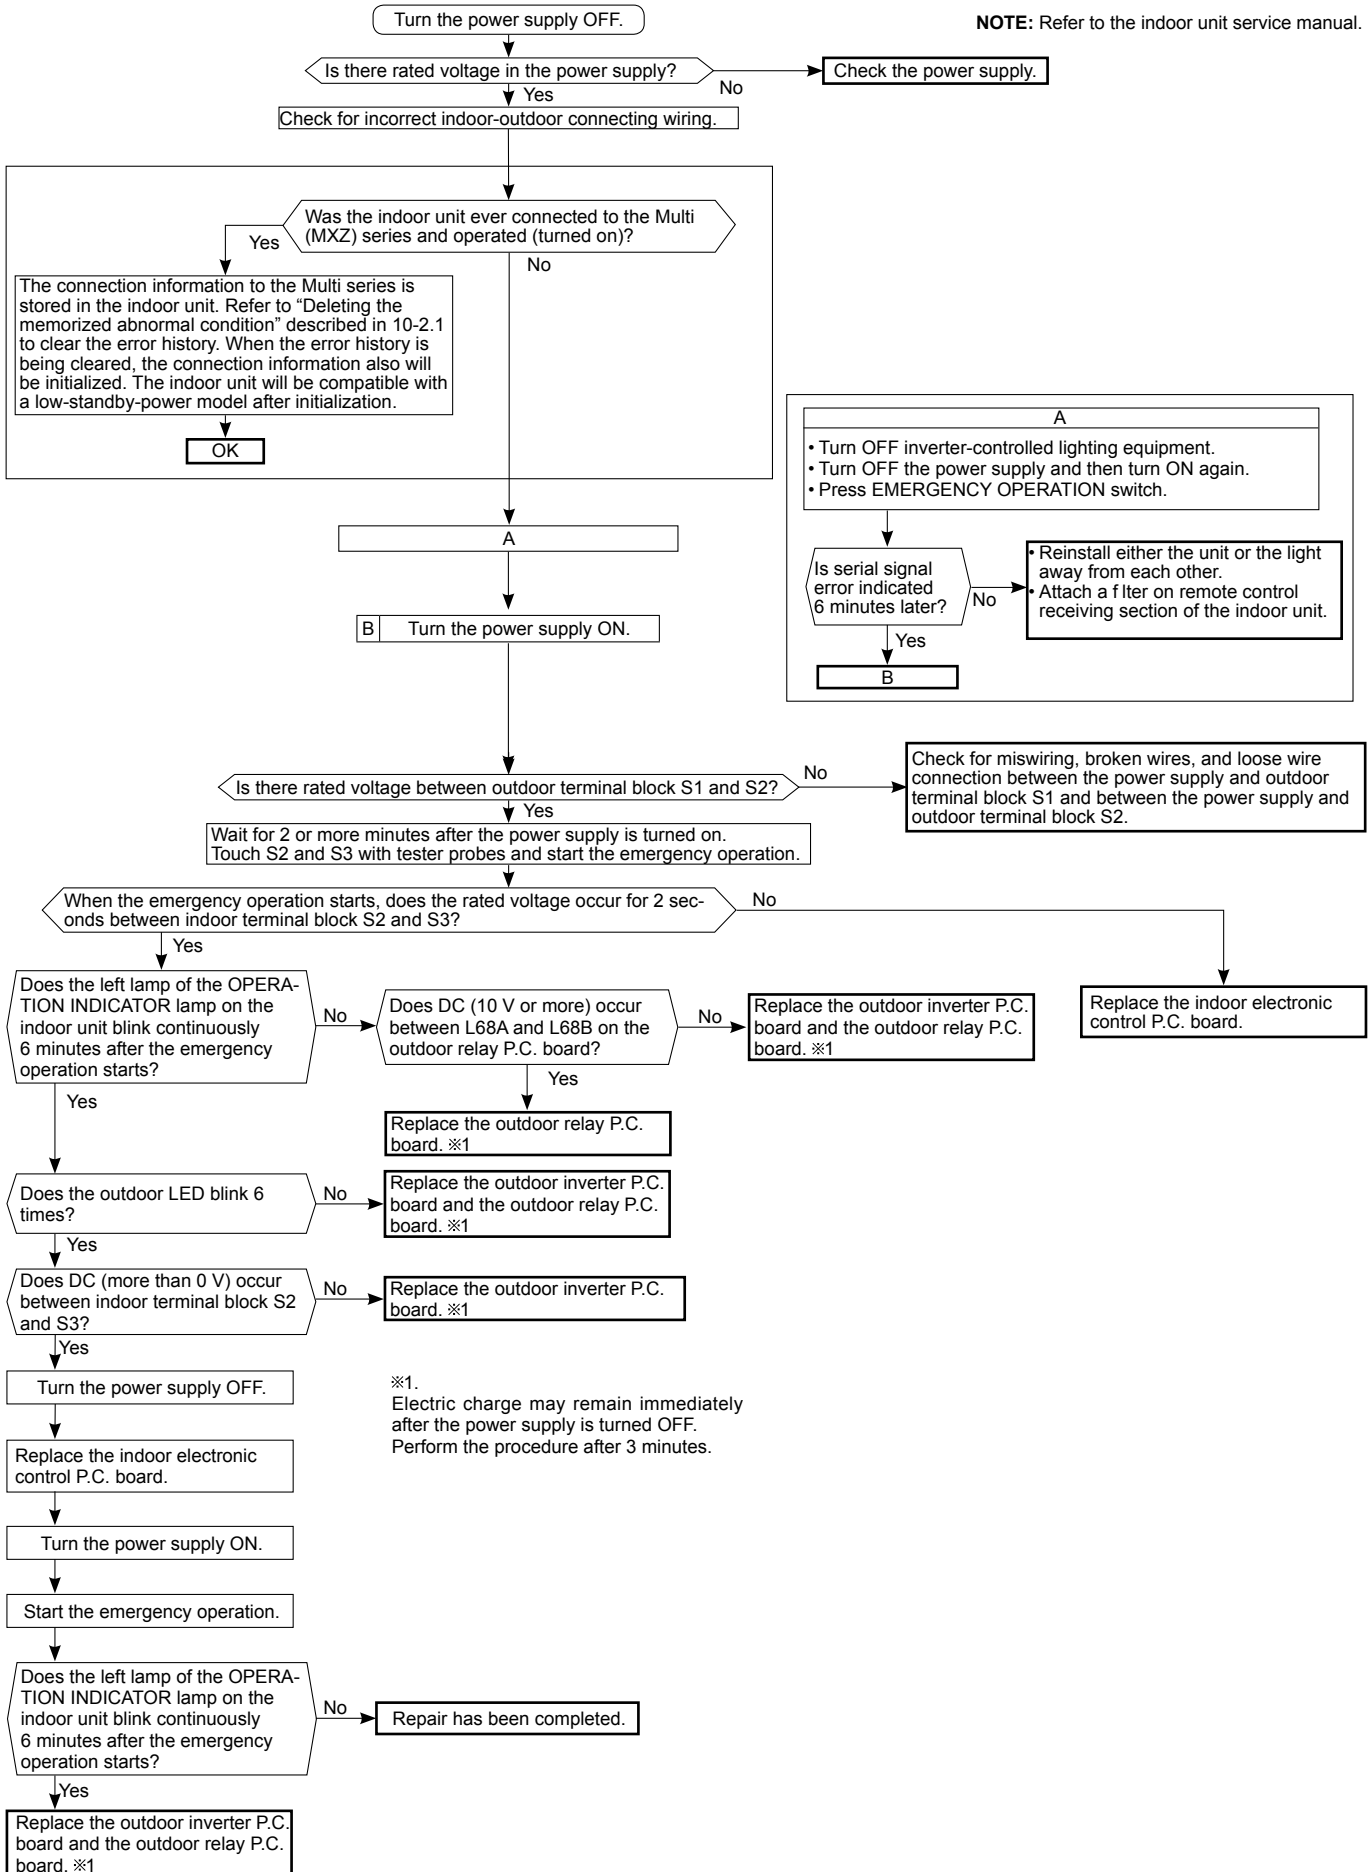 Turn the power supply OFF.
NOTE: Refer to the indoor unit service manual.
Is there rated voltage in the power supply?
No
Check the power supply.
Yes
Check for incorrect indoor-outdoor connecting wiring.
Was the indoor unit ever connected to the Multi
(MXZ) series and operated (turned on)?
Yes
No
The connection information to the Multi series is
stored in the indoor unit. Refer to “Deleting the
memorized abnormal condition” described in 10-2.1
to clear the error history. When the error history is
being cleared, the connection information also will
be initialized. The indoor unit will be compatible with
a low-standby-power model after initialization.
OK
A
• Turn OFF inverter-controlled lighting equipment.
• Turn OFF the power supply and then turn ON again.
• Press EMERGENCY OPERATION switch.
Is serial signal
error indicated
6 minutes later?
No
• Reinstall either the unit or the light
away from each other.
• Attach a f lter on remote control
receiving section of the indoor unit.
Yes
B
A
B Turn the power supply ON.
Is there rated voltage between outdoor terminal block S1 and S2?
No
Check for miswiring, broken wires, and loose wire
connection between the power supply and outdoor
terminal block S1 and between the power supply and
outdoor terminal block S2.
Yes
Wait for 2 or more minutes after the power supply is turned on.
Touch S2 and S3 with tester probes and start the emergency operation.
When the emergency operation starts, does the rated voltage occur for 2 sec-
onds between indoor terminal block S2 and S3?
No
Replace the indoor electronic
control P.C. board.
Yes
Does the left lamp of the OPERA-
TION INDICATOR lamp on the
indoor unit blink continuously
6 minutes after the emergency
operation starts?
No
Does DC (10 V or more) occur
between L68A and L68B on the
outdoor relay P.C. board?
No
Replace the outdoor inverter P.C.
board and the outdoor relay P.C.
board. ※1
Yes
Replace the outdoor relay P.C.
board. ※1
Yes
Does the outdoor LED blink 6
times?
No
Replace the outdoor inverter P.C.
board and the outdoor relay P.C.
board. ※1
Yes
Does DC (more than 0 V) occur
between indoor terminal block S2
and S3?
No
Replace the outdoor inverter P.C.
board. ※1
Yes
Turn the power supply OFF.
※1.
Electric charge may remain immediately
after the power supply is turned OFF.
Perform the procedure after 3 minutes.
Replace the indoor electronic
control P.C. board.
Turn the power supply ON.
Start the emergency operation.
Does the left lamp of the OPERA-
TION INDICATOR lamp on the
indoor unit blink continuously
6 minutes after the emergency
operation starts?
No
Repair has been completed.
Yes
Replace the outdoor inverter P.C.
board and the outdoor relay P.C.
board. ※1